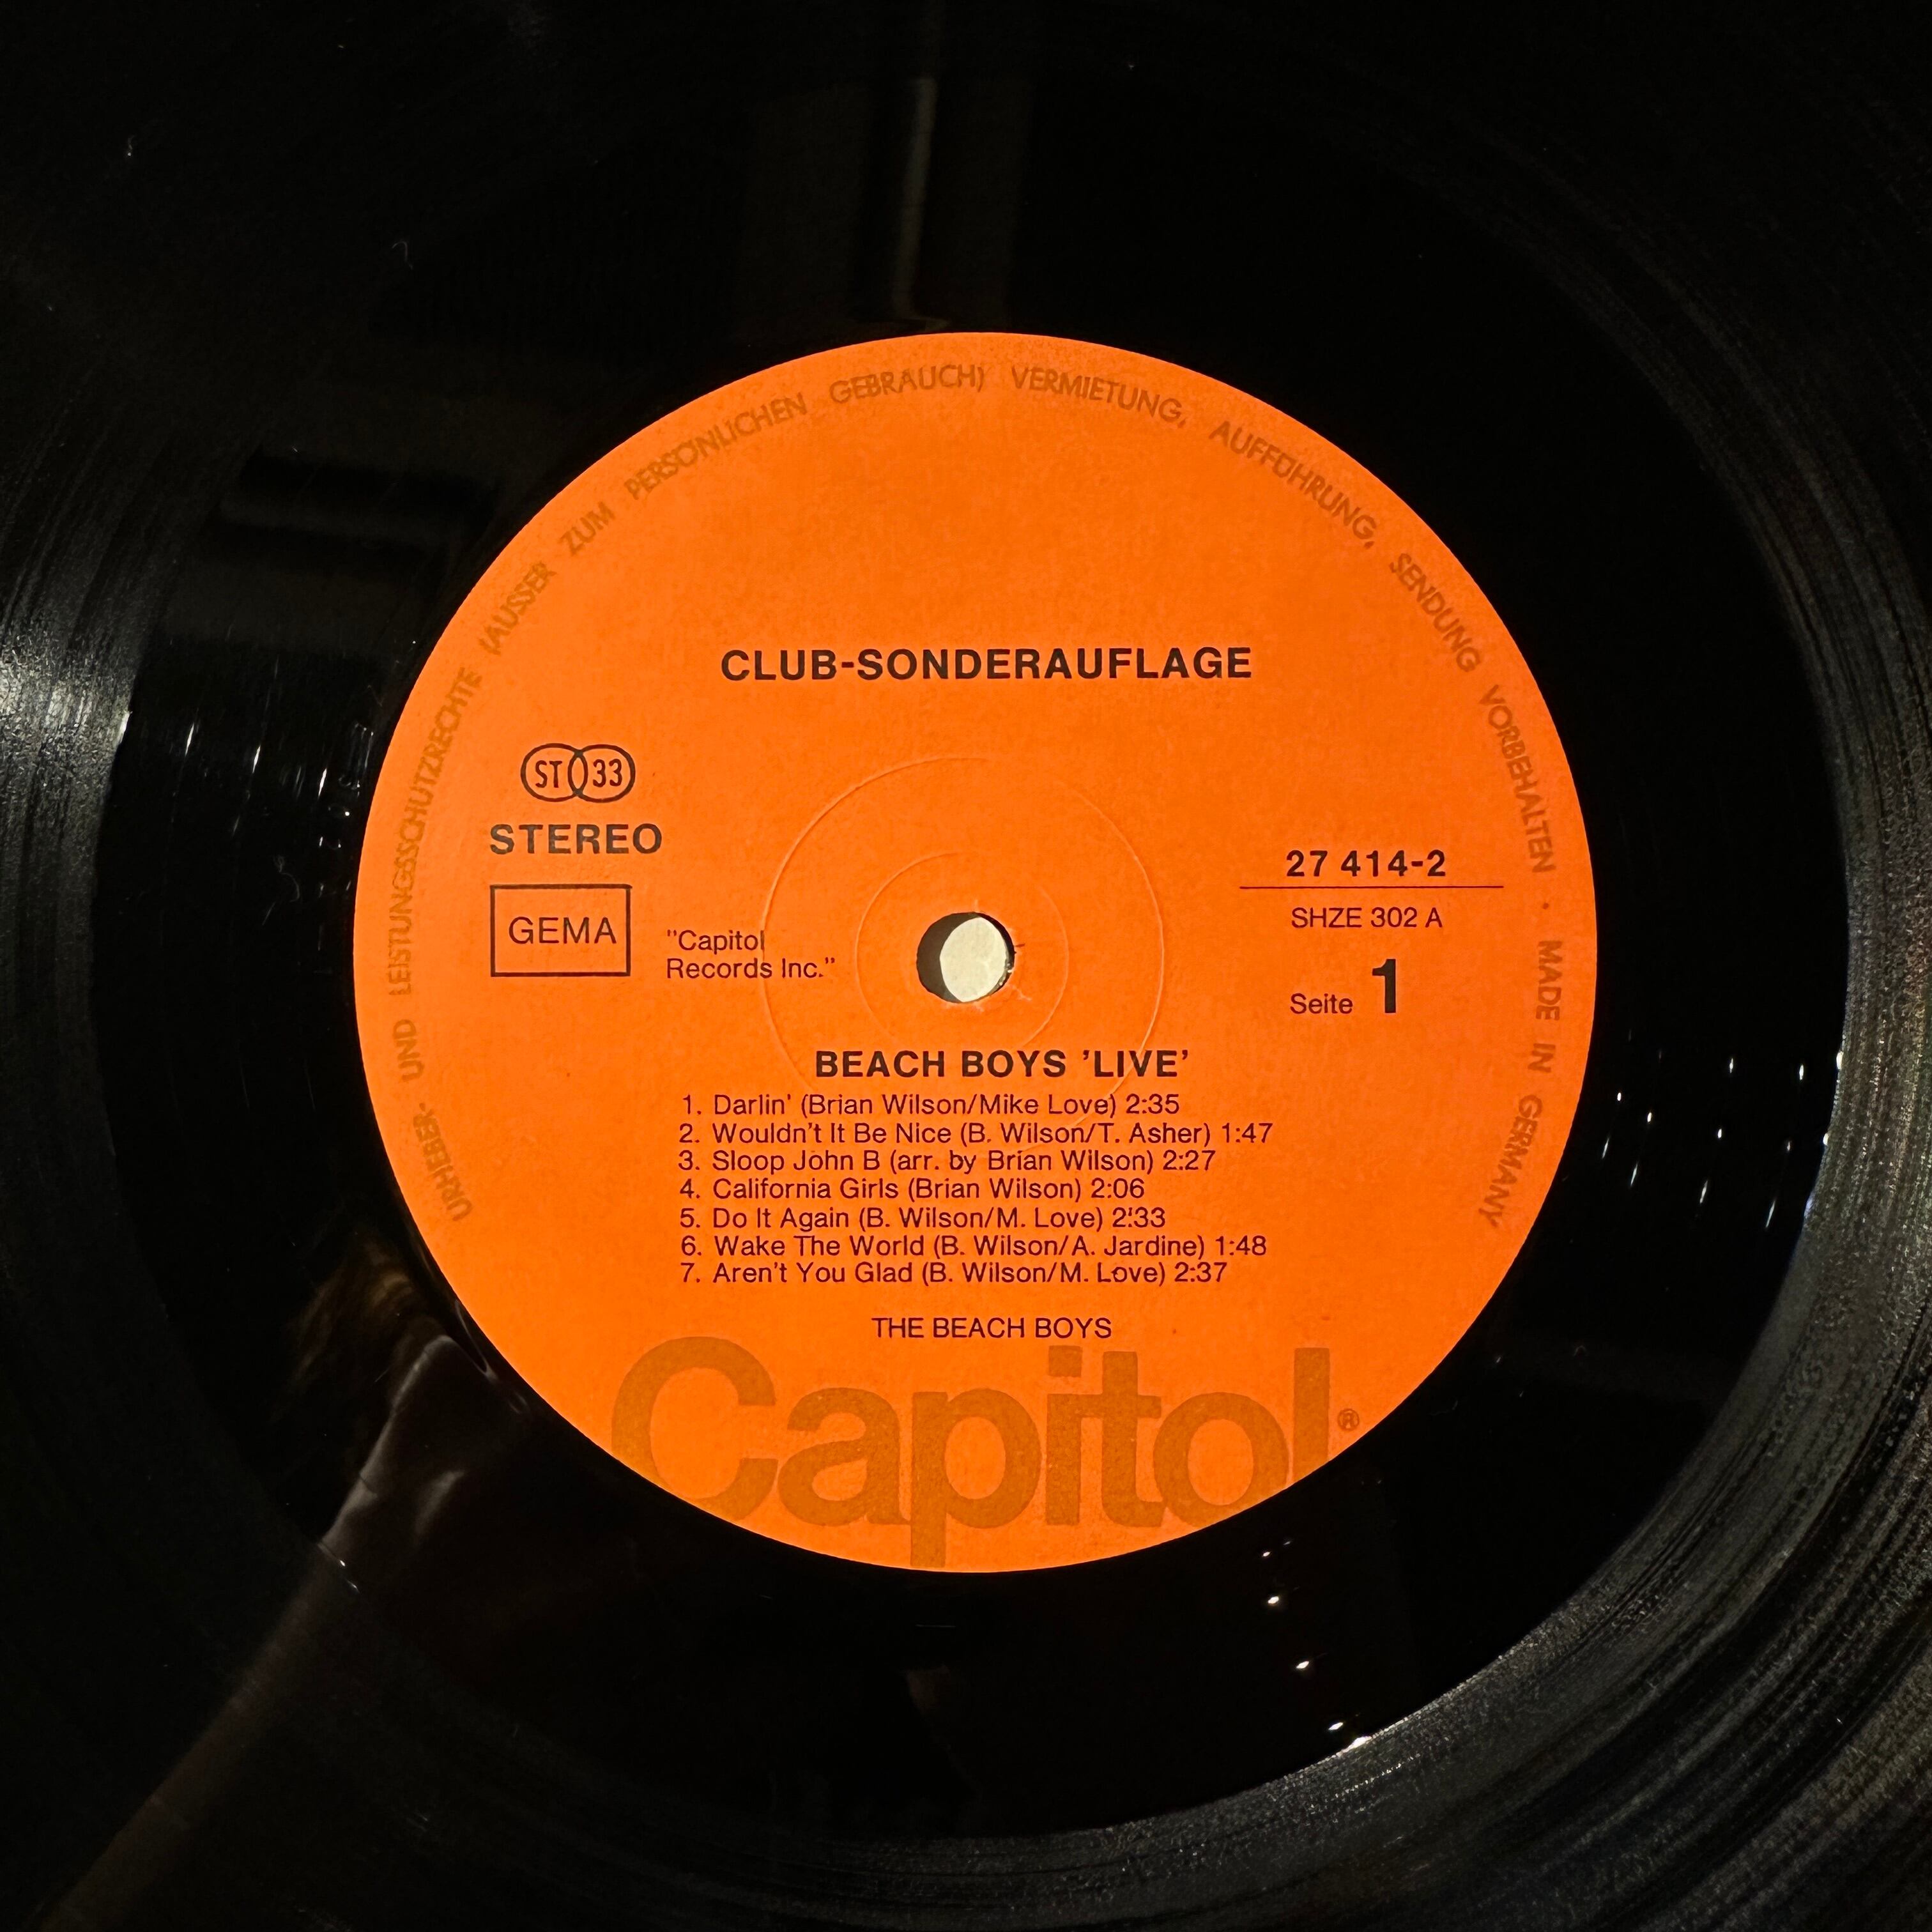 URHEBER- UND LEISTUNGSSCHUTZRECHTE (AUSSER ZUM PERSÖNLICHEN GEBRAUCH) VERMIETUNG, AUFFÜHRUNG, SENDUNG VORBEHALTEN · MADE IN GERMANY
CLUB-SONDERAUFLAGE
ST 33
STEREO
GEMA
"Capitol
Records Inc."
27 414-2
SHZE 302 A
Seite 1
BEACH BOYS 'LIVE'
1. Darlin' (Brian Wilson/Mike Love) 2:35
2. Wouldn't It Be Nice (B. Wilson/T. Asher) 1:47
3. Sloop John B (arr. by Brian Wilson) 2:27
4. California Girls (Brian Wilson) 2:06
5. Do It Again (B. Wilson/M. Love) 2:33
6. Wake The World (B. Wilson/A. Jardine) 1:48
7. Aren't You Glad (B. Wilson/M. Love) 2:37
THE BEACH BOYS
Capitol®